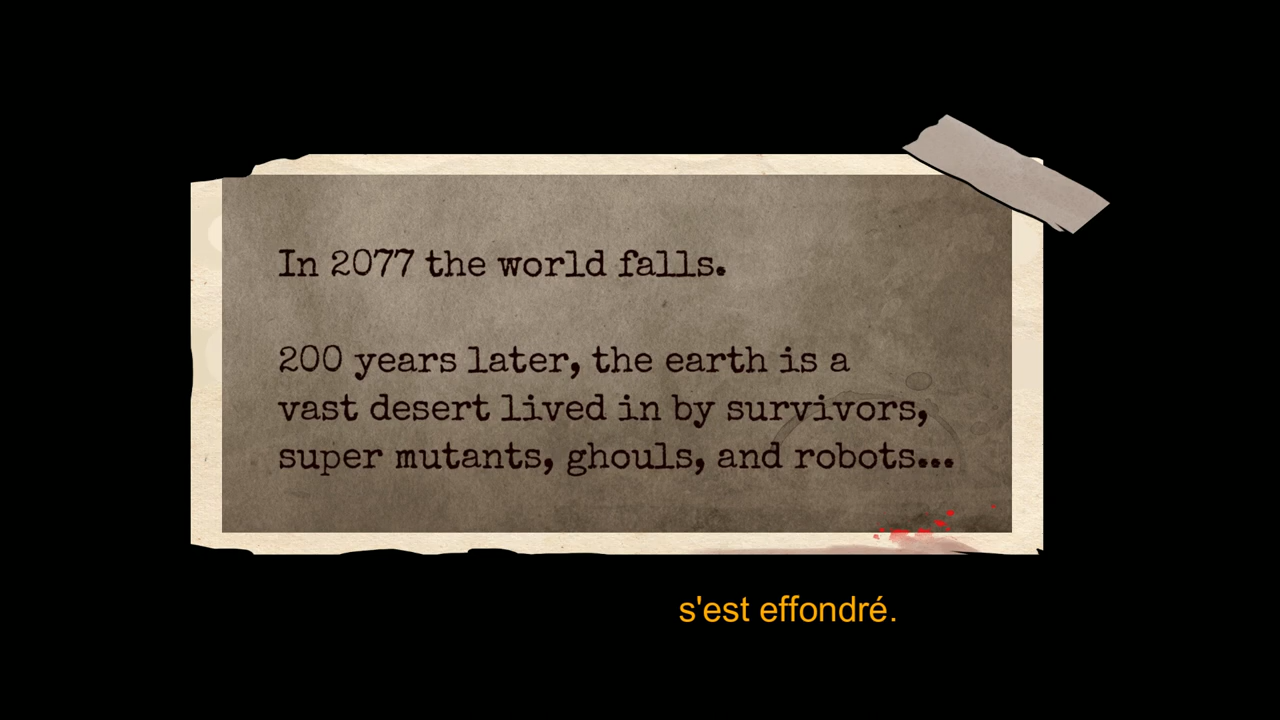 In 2077 the world falls.
200 years later, the earth is a
vast desert lived in by survivors,
super mutants, ghouls, and robots...
s'est effondré.